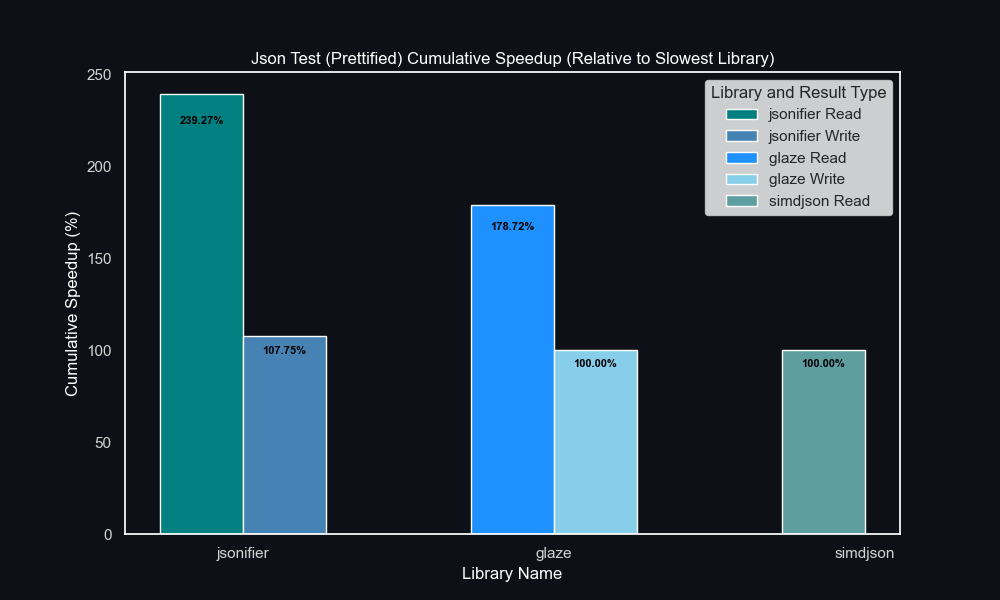 Json Test (Prettified) Cumulative Speedup (Relative to Slowest Library)
250
200
150
100
50
0
Cumulative Speedup (%)
239.27%
107.75%
178.72%
100.00%
100.00%
Library and Result Type
jsonifier Read
jsonifier Write
glaze Read
glaze Write
simdjson Read
jsonifier
glaze
simdjson
Library Name